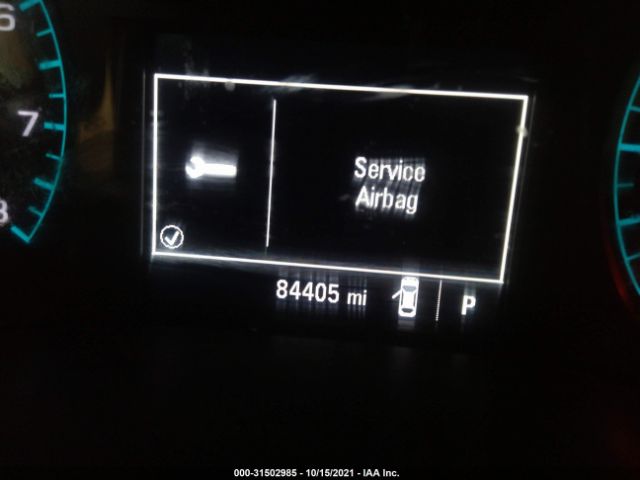 6
7
8
Service
Airbag
84405 mi
P
000-31502985 - 10/15/2021 - IAA Inc.